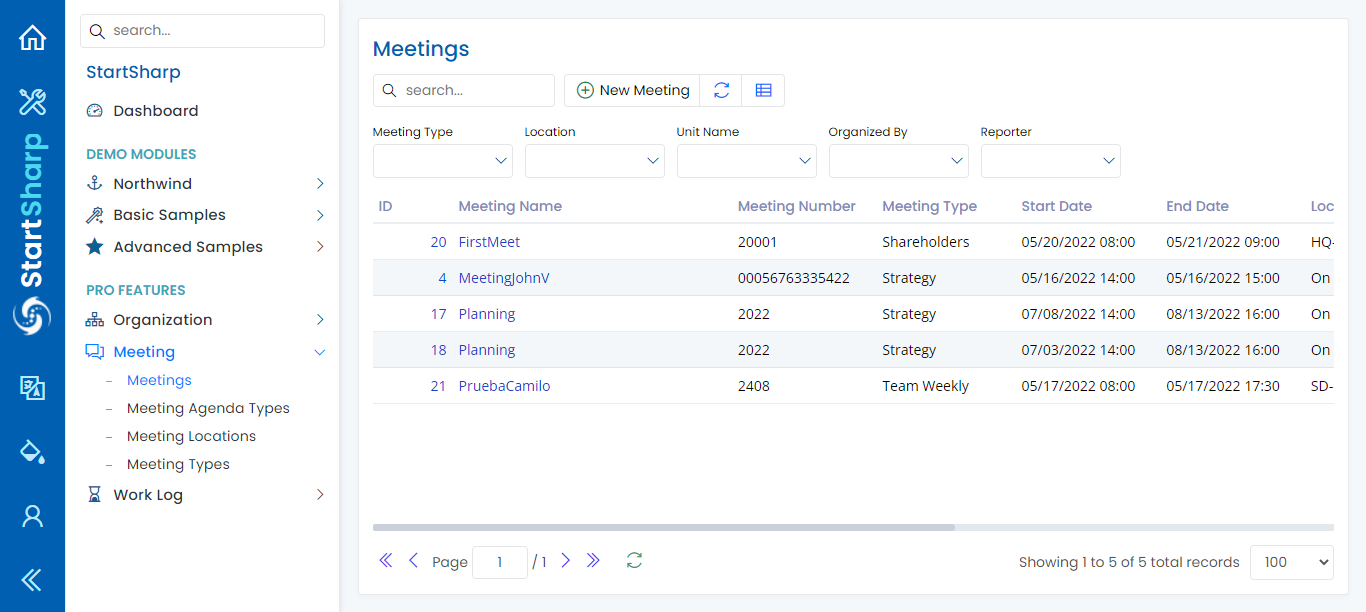 StartSharp
search...
StartSharp
Dashboard
DEMO MODULES
Northwind
Basic Samples
Advanced Samples
PRO FEATURES
Organization
Meeting
– Meetings
– Meeting Agenda Types
– Meeting Locations
– Meeting Types
Work Log
Meetings
search...
New Meeting
Meeting Type Location Unit Name Organized By Reporter
ID Meeting Name Meeting Number Meeting Type Start Date End Date Loc
20 FirstMeet 20001 Shareholders 05/20/2022 08:00 05/21/2022 09:00 HQ-
4 MeetingJohnV 00056763335422 Strategy 05/16/2022 14:00 05/16/2022 15:00 On
17 Planning 2022 Strategy 07/08/2022 14:00 08/13/2022 16:00 On
18 Planning 2022 Strategy 07/03/2022 14:00 08/13/2022 16:00 On
21 PruebaCamilo 2408 Team Weekly 05/17/2022 08:00 05/17/2022 17:30 SD-
Page 1 / 1
Showing 1 to 5 of 5 total records 100